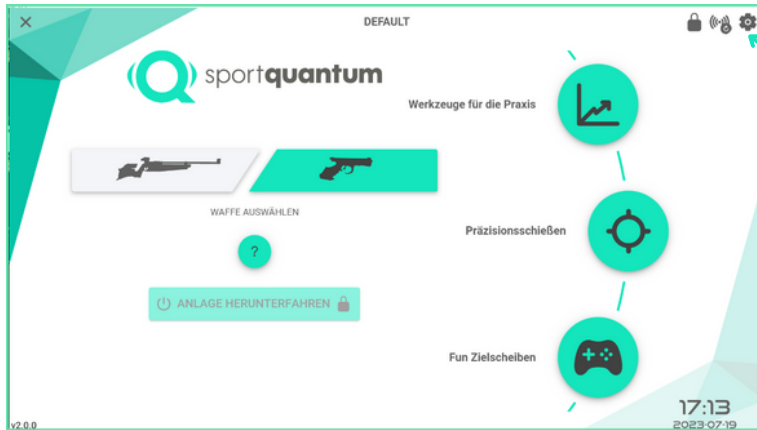 DEFAULT
sportquantum
Werkzeuge für die Praxis
WAFFE AUSWÄHLEN
Präzisionsschießen
?
ANLAGE HERUNTERFAHREN
Fun Zielscheiben
17:13
v2.0.0
2023-07-19